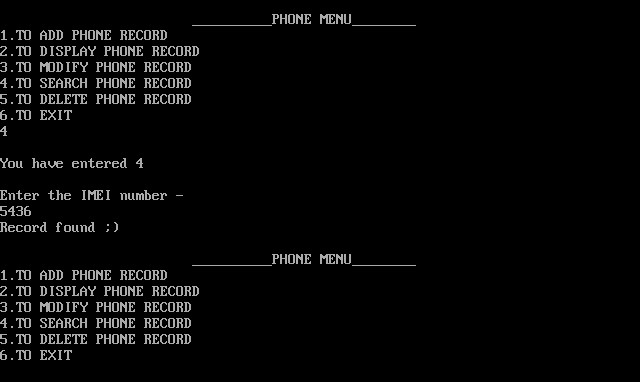 __________PHONE MENU________
1.TO ADD PHONE RECORD
2.TO DISPLAY PHONE RECORD
3.TO MODIFY PHONE RECORD
4.TO SEARCH PHONE RECORD
5.TO DELETE PHONE RECORD
6.TO EXIT
4
You have entered 4
Enter the IMEI number -
5436
Record found ;)
__________PHONE MENU________
1.TO ADD PHONE RECORD
2.TO DISPLAY PHONE RECORD
3.TO MODIFY PHONE RECORD
4.TO SEARCH PHONE RECORD
5.TO DELETE PHONE RECORD
6.TO EXIT